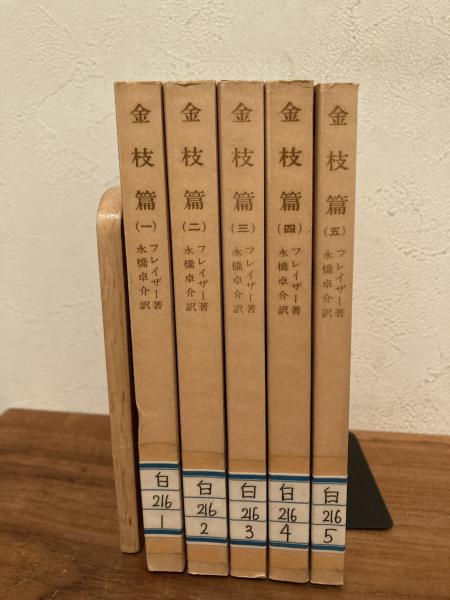 金枝篇(一)
フレイザー著
永橋卓介訳
白
216
1
金枝篇(二)
フレイザー著
永橋卓介訳
白
216
2
金枝篇(三)
フレイザー著
永橋卓介訳
白
216
3
金枝篇(四)
フレイザー著
永橋卓介訳
白
216
4
金枝篇(五)
フレイザー著
永橋卓介訳
白
216
5